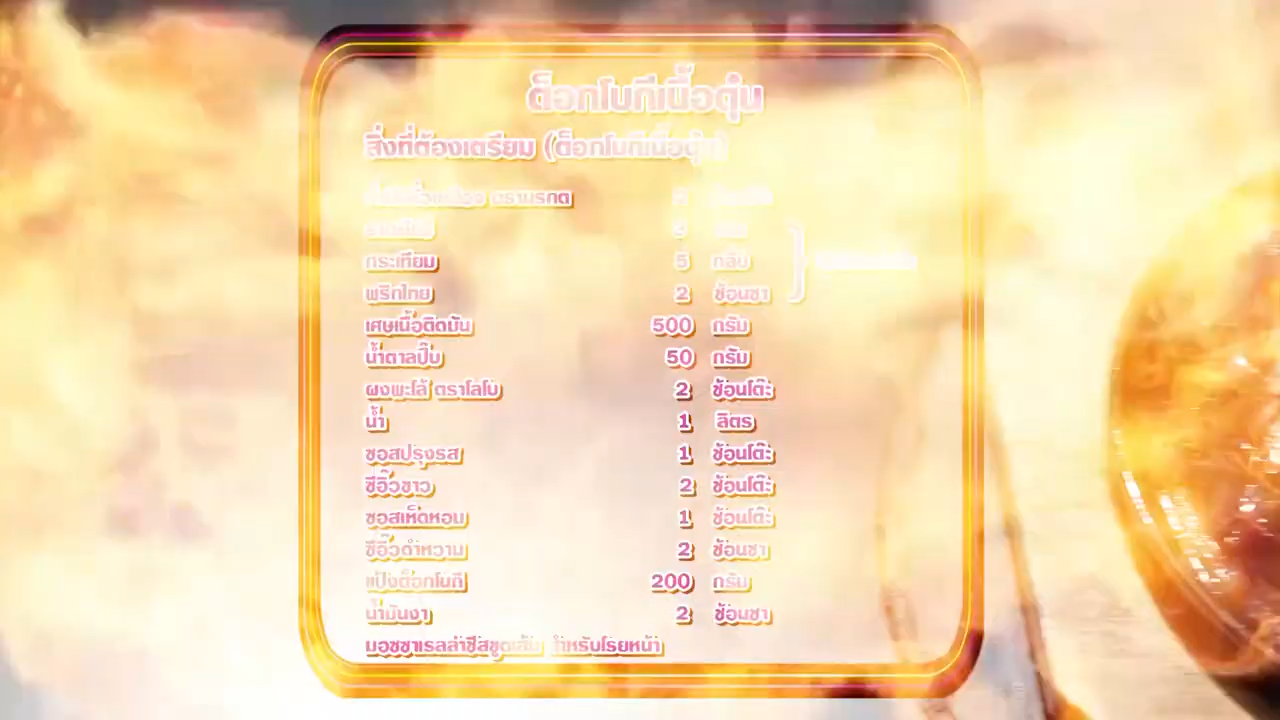 ต็อกโบกีเนื้อตุ๋น
สิ่งที่ต้องเตรียม (ต็อกโบกีเนื้อตุ๋น)
ตรามรกต
กระเทียม 5 กลีบ
พริกไทย 2 ช้อนชา
เศษเนื้อติดมัน 500 กรัม
น้ำตาลปี๊บ 50 กรัม
ผงพะโล้ ตราโลโบ 2 ช้อนโต๊ะ
น้ำ 1 ลิตร
ซอสปรุงรส 1 ช้อนโต๊ะ
ซีอิ๊วขาว 2 ช้อนโต๊ะ
ซอสเห็ดหอม 1 ช้อนโต๊ะ
ซีอิ๊วดำหวาน 2 ช้อนชา
แป้งต็อกโบกี 200 กรัม
น้ำมันงา 2 ช้อนชา
มอซซาเรลล่าชีสขูดเส้น สำหรับโรยหน้า